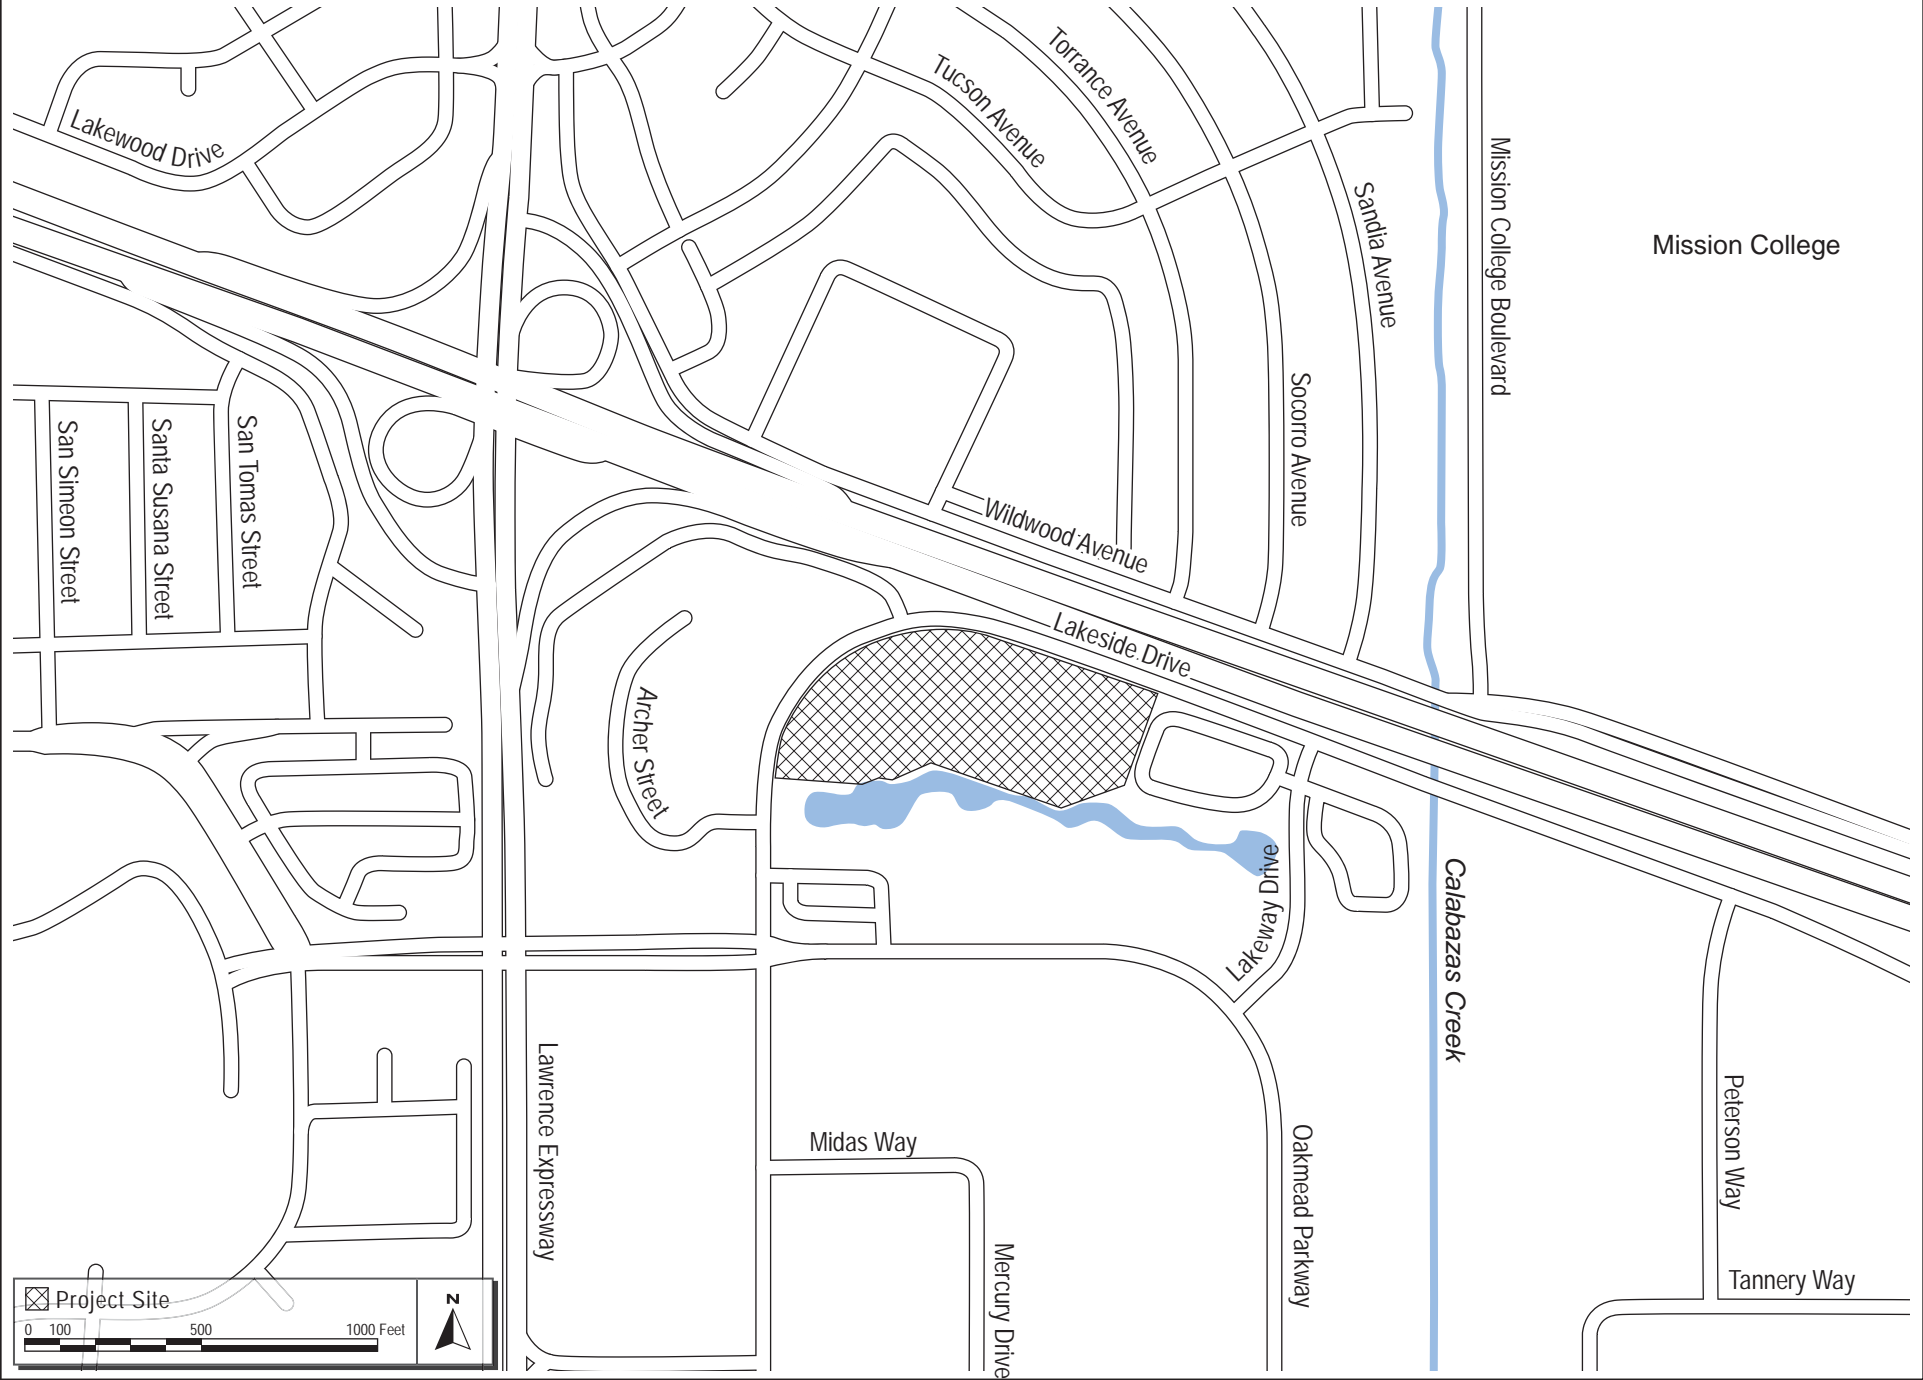 Lakewood Drive
Tucson Avenue
Torrance Avenue
Sandia Avenue
Mission College Boulevard
Mission College
San Simeon Street
Santa Susana Street
San Tomas Street
Socorro Avenue
Wildwood Avenue
Lakeside Drive
Archer Street
Lakeway Drive
Calabazas Creek
Lawrence Expressway
Midas Way
Mercury Drive
Oakmead Parkway
Peterson Way
Tannery Way
Project Site
0 100 500 1000 Feet
N